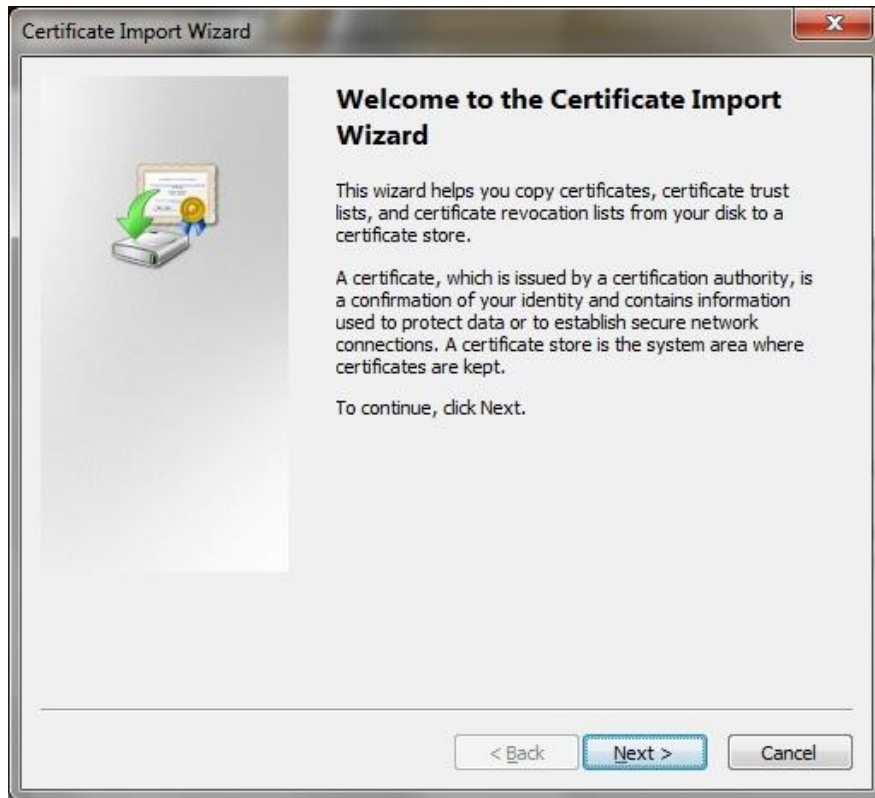 Certificate Import Wizard
Welcome to the Certificate Import
Wizard
This wizard helps you copy certificates, certificate trust
lists, and certificate revocation lists from your disk to a
certificate store.
A certificate, which is issued by a certification authority, is
a confirmation of your identity and contains information
used to protect data or to establish secure network
connections. A certificate store is the system area where
certificates are kept.
To continue, click Next.
< Back
Next >
Cancel